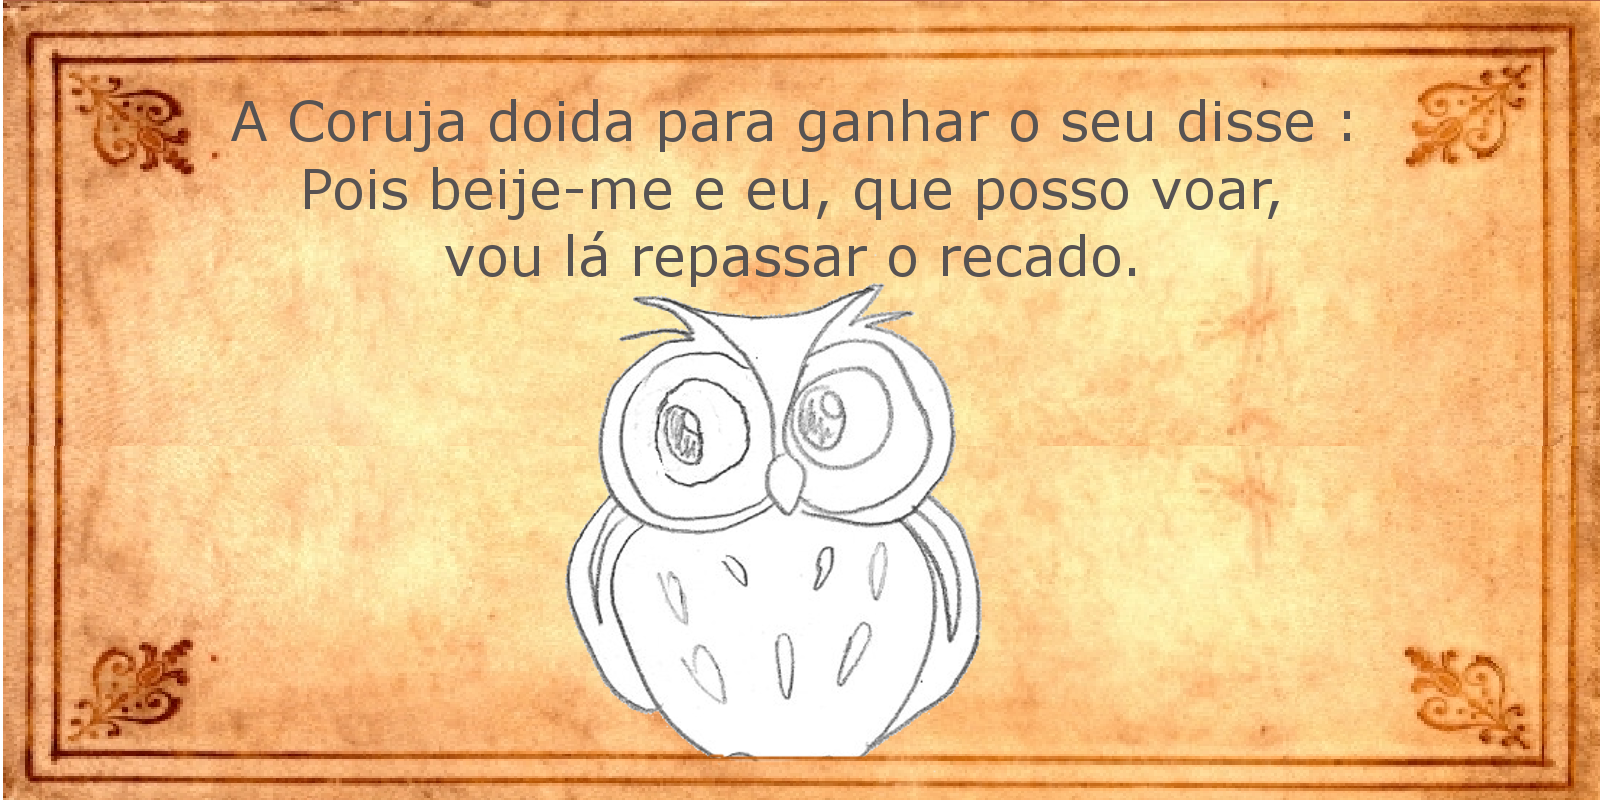 A Coruja doida para ganhar o seu disse :
Pois beije-me e eu, que posso voar,
vou lá repassar o recado.